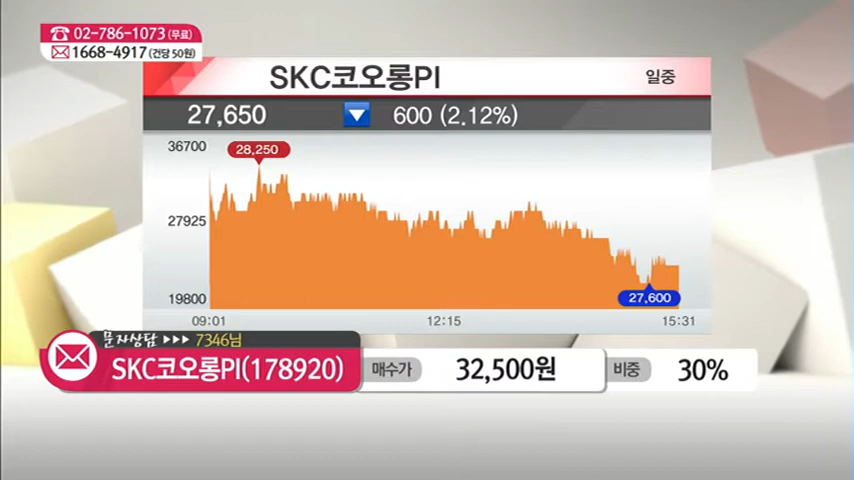 02-786-1073 (무료)
1668-4917 (건당 50원)
SKC코오롱PI 일중
27,650 600 (2.12%)
36700
28,250
27925
19800
27,600
09:01 12:15 15:31
문자상담 ▶▶▶ 7346님
SKC코오롱PI(178920) 매수가 32,500원 비중 30%